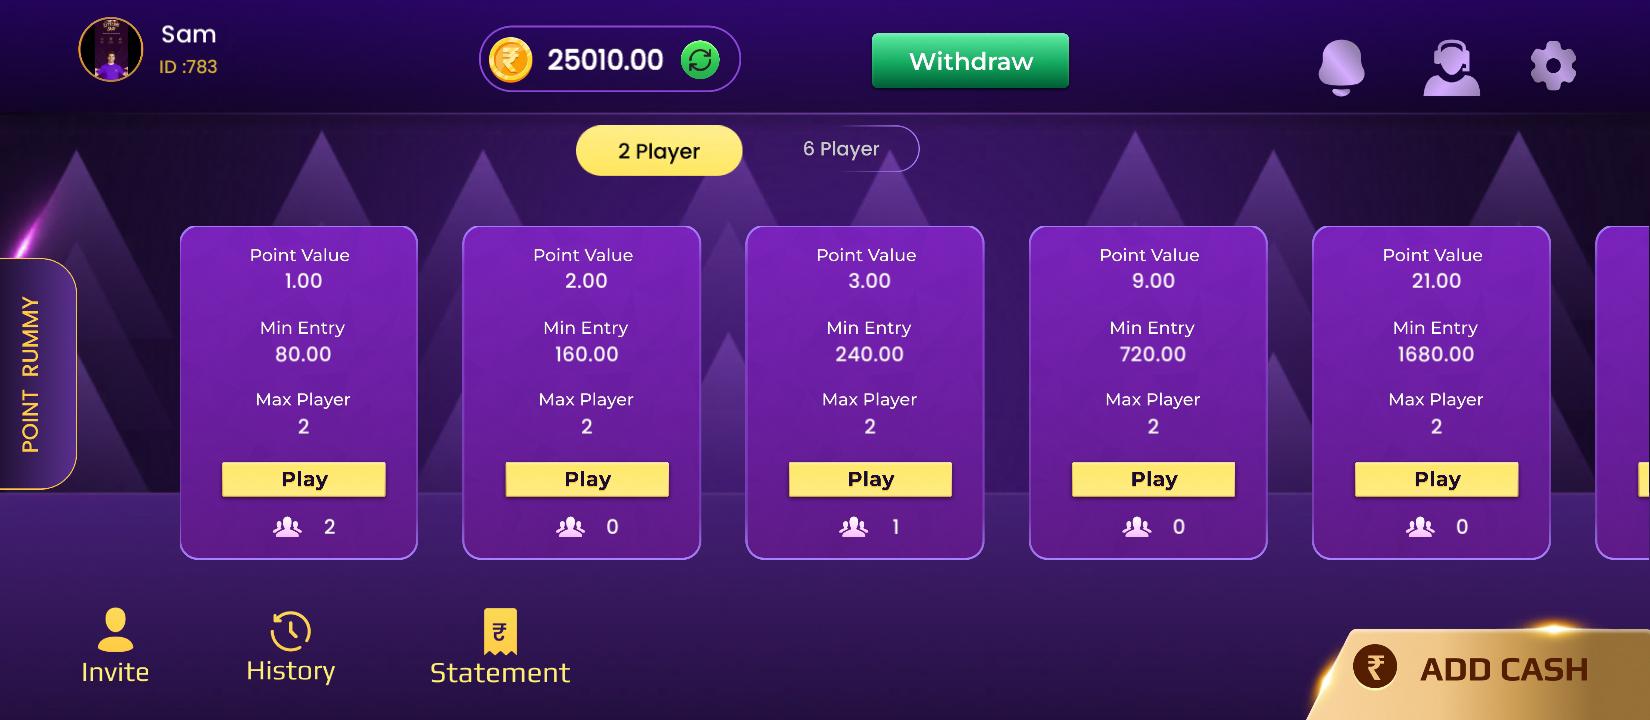 Sam
ID :783
25010.00
Withdraw
2 Player
6 Player
POINT RUMMY
Point Value
1.00
Min Entry
80.00
Max Player
2
Play
2
Point Value
2.00
Min Entry
160.00
Max Player
2
Play
0
Point Value
3.00
Min Entry
240.00
Max Player
2
Play
1
Point Value
9.00
Min Entry
720.00
Max Player
2
Play
0
Point Value
21.00
Min Entry
1680.00
Max Player
2
Play
0
Invite
History
Statement
₹ ADD CASH